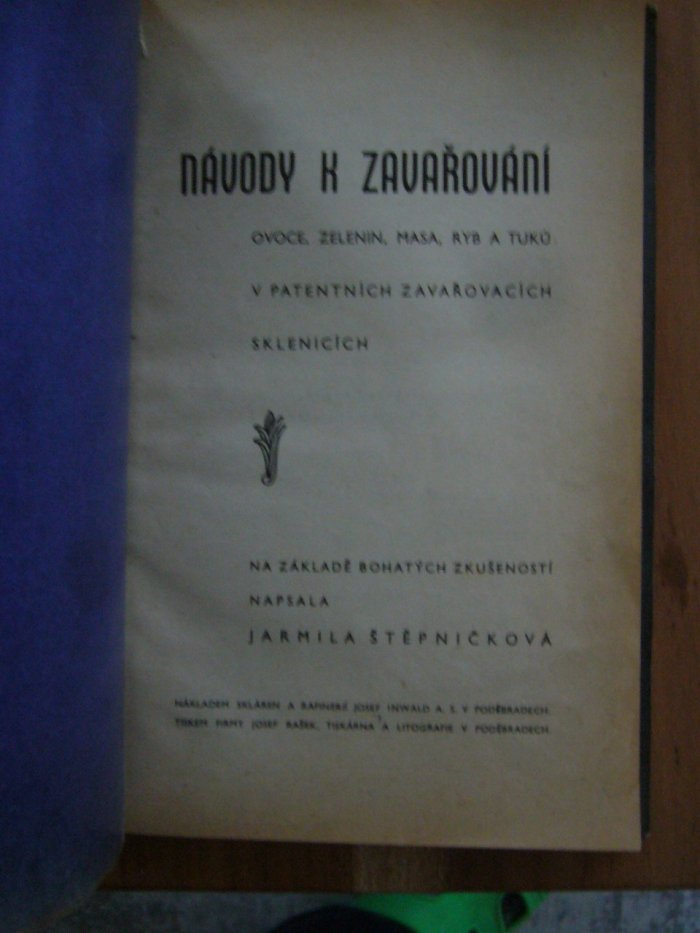 NÁVODY K ZAVAŘOVÁNÍ
OVOCE, ZELENIN, MASA, RYB A TUKŮ
V PATENTNÍCH ZAVAŘOVACÍCH
SKLENICÍCH
NA ZÁKLADĚ BOHATÝCH ZKUŠENOSTÍ
NAPSALA
JARMILA ŠTĚPNIČKOVÁ
NÁKLADEM SKLÁREN A RAFINERIÍ JOSEF INWALD A. S. V PODĚBRADECH.
TISKEM FIRMY JOSEF BAŠEK, TISKÁRNA A LITOGRAFIE V PODĚBRADECH.